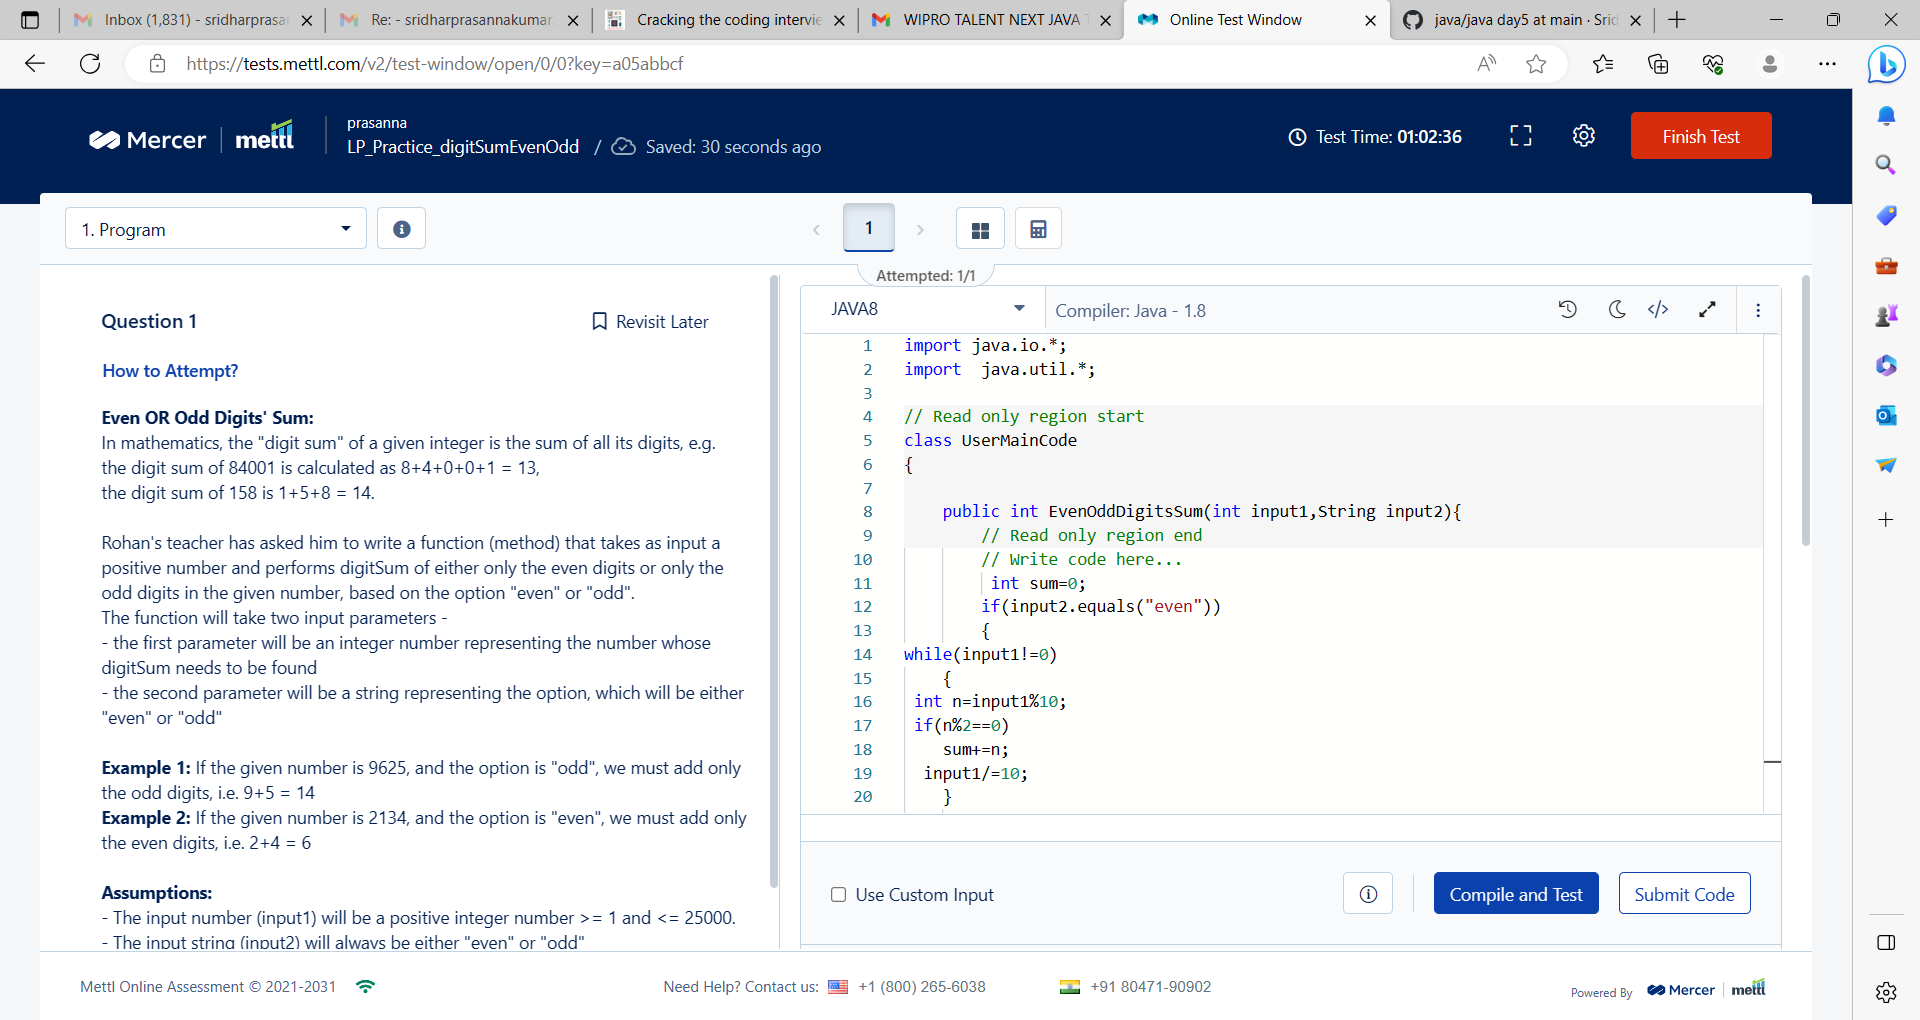 Inbox (1,831) - sridharprasa
Re: - sridharprasannakumar.
Cracking the coding intervie
WIPRO TALENT NEXT JAVA T
Online Test Window
java/java day5 at main · Srid
https://tests.mettl.com/v2/test-window/open/0/0?key=a05abbcf
Mercer | mettl
prasanna
LP_Practice_digitSumEvenOdd / Saved: 30 seconds ago
Test Time: 01:02:36
Finish Test
1. Program
1
Attempted: 1/1
Question 1
Revisit Later
How to Attempt?
Even OR Odd Digits' Sum:
In mathematics, the "digit sum" of a given integer is the sum of all its digits, e.g.
the digit sum of 84001 is calculated as 8+4+0+0+1 = 13,
the digit sum of 158 is 1+5+8 = 14.
Rohan's teacher has asked him to write a function (method) that takes as input a
positive number and performs digitSum of either only the even digits or only the
odd digits in the given number, based on the option "even" or "odd".
The function will take two input parameters -
- the first parameter will be an integer number representing the number whose
digitSum needs to be found
- the second parameter will be a string representing the option, which will be either
"even" or "odd"
Example 1: If the given number is 9625, and the option is "odd", we must add only
the odd digits, i.e. 9+5 = 14
Example 2: If the given number is 2134, and the option is "even", we must add only
the even digits, i.e. 2+4 = 6
Assumptions:
- The input number (input1) will be a positive integer number >= 1 and <= 25000.
- The input string (input2) will always be either "even" or "odd"
JAVA8
Compiler: Java - 1.8
1 import java.io.*;
2 import  java.util.*;
3
4 // Read only region start
5 class UserMainCode
6 {
7
8 public int EvenOddDigitsSum(int input1,String input2){
9 // Read only region end
10 // Write code here...
11 int sum=0;
12 if(input2.equals("even"))
13 {
14 while(input1!=0)
15 {
16 int n=input1%10;
17 if(n%2==0)
18 sum+=n;
19 input1/=10;
20 }
Use Custom Input
Compile and Test
Submit Code
Mettl Online Assessment © 2021-2031
Need Help? Contact us: +1 (800) 265-6038
+91 80471-90902
Powered By Mercer | mettl